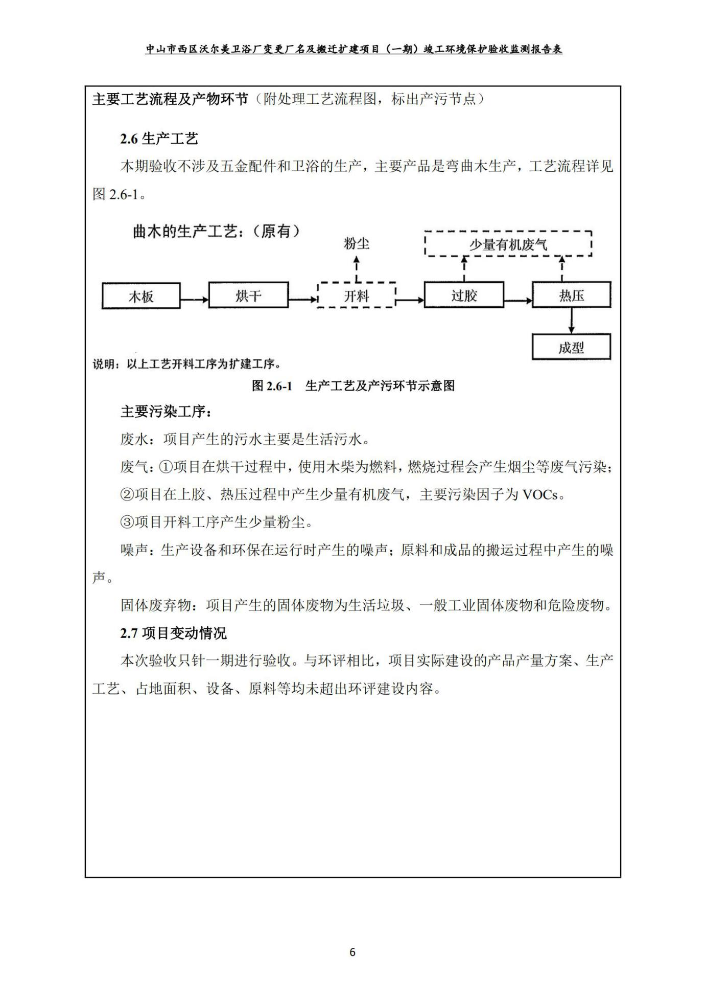 中山市西区沃尔美卫浴厂变更厂名及搬迁扩建项目（一期）竣工环境保护验收监测报告表
主要工艺流程及产物环节（附处理工艺流程图，标出产污节点）
2.6 生产工艺
本期验收不涉及五金配件和卫浴的生产，主要产品是弯曲木生产，工艺流程详见
图 2.6-1。
曲木的生产工艺：（原有）
粉尘
少量有机废气
木板
烘干
开料
过胶
热压
成型
说明：以上工艺开料工序为扩建工序。
图 2.6-1 生产工艺及产污环节示意图
主要污染工序：
废水：项目产生的污水主要是生活污水。
废气：①项目在烘干过程中，使用木柴为燃料，燃烧过程会产生烟尘等废气污染；
②项目在上胶、热压过程中产生少量有机废气，主要污染因子为 VOCs。
③项目开料工序产生少量粉尘。
噪声：生产设备和环保在运行时产生的噪声；原料和成品的搬运过程中产生的噪
声。
固体废弃物：项目产生的固体废物为生活垃圾、一般工业固体废物和危险废物。
2.7 项目变动情况
本次验收只针一期进行验收。与环评相比，项目实际建设的产品产量方案、生产
工艺、占地面积、设备、原料等均未超出环评建设内容。
6